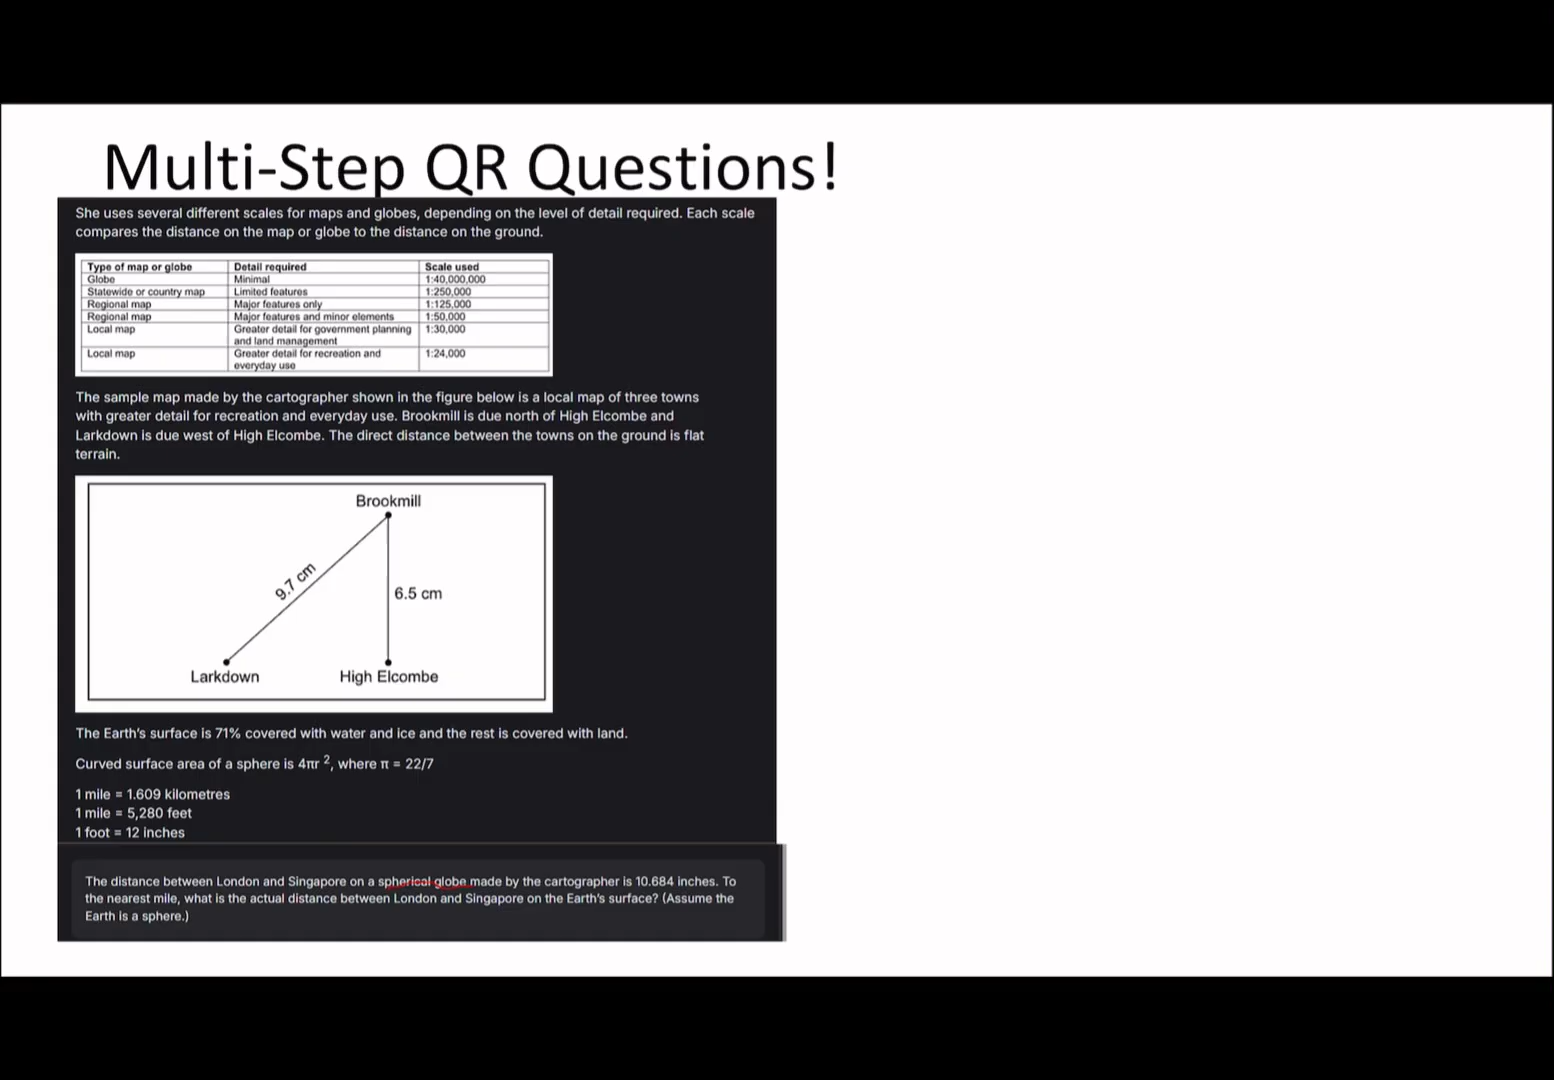 Multi-Step QR Questions!
She uses several different scales for maps and globes, depending on the level of detail required. Each scale
compares the distance on the map or globe to the distance on the ground.
Type of map or globe Detail required Scale used
Globe Minimal 1:40,000,000
Statewide or country map Limited features 1:250,000
Regional map Major features only 1:125,000
Regional map Major features and minor elements 1:50,000
Local map Greater detail for government planning 1:30,000
and land management
Local map Greater detail for recreation and 1:24,000
everyday use
The sample map made by the cartographer shown in the figure below is a local map of three towns
with greater detail for recreation and everyday use. Brookmill is due north of High Elcombe and
Larkdown is due west of High Elcombe. The direct distance between the towns on the ground is flat
terrain.
Brookmill
9.7 cm
6.5 cm
Larkdown
High Elcombe
The Earth's surface is 71% covered with water and ice and the rest is covered with land.
Curved surface area of a sphere is 4πr ², where π = 22/7
1 mile = 1.609 kilometres
1 mile = 5,280 feet
1 foot = 12 inches
The distance between London and Singapore on a spherical globe made by the cartographer is 10.684 inches. To
the nearest mile, what is the actual distance between London and Singapore on the Earth's surface? (Assume the
Earth is a sphere.)